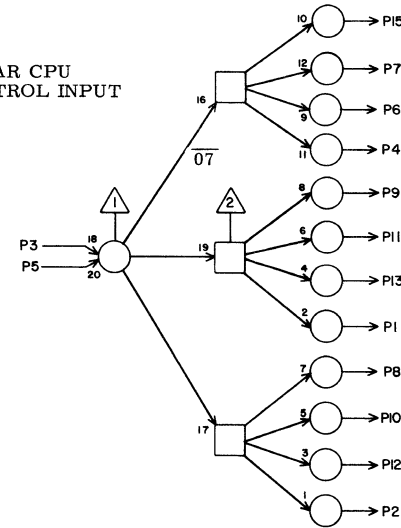 AR CPU
TROL INPUT
10 P15
12 P7
16
9 P6
11 P4
07
1 2
8 P9
P3 18 19 6 P11
P5 20 4 P13
2 P1
7 P8
17 5 P10
3 P12
1 P2